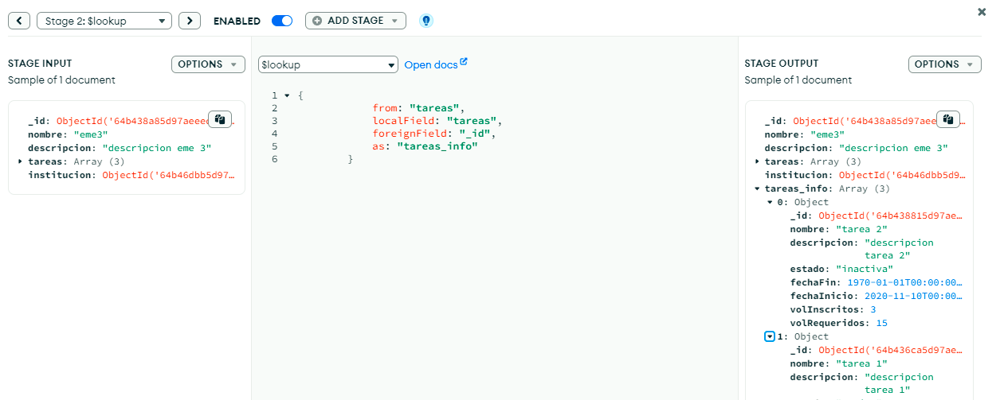 Stage 2: $lookup
ENABLED
ADD STAGE
STAGE INPUT
OPTIONS
Sample of 1 document
_id: ObjectId('64b438a85d97aeeec…
nombre: "eme3"
descripcion: "descripcion eme 3"
tareas: Array (3)
institucion: ObjectId('64b46dbb5d97…
$lookup
Open docs
1 {
2 from: "tareas",
3 localField: "tareas",
4 foreignField: "_id",
5 as: "tareas_info"
6 }
STAGE OUTPUT
OPTIONS
Sample of 1 document
_id: ObjectId('64b438a85d97aee…
nombre: "eme3"
descripcion: "descripcion eme 3"
tareas: Array (3)
institucion: ObjectId('64b46dbb5d9…
tareas_info: Array (3)
0: Object
_id: ObjectId('64b438815d97ae…
nombre: "tarea 2"
descripcion: "descripcion
tarea 2"
estado: "inactiva"
fechaFin: 1970-01-01T00:00:00…
fechaInicio: 2020-11-10T00:00…
volInscritos: 3
volRequeridos: 15
1: Object
_id: ObjectId('64b436ca5d97ae…
nombre: "tarea 1"
descripcion: "descripcion
tarea 1"